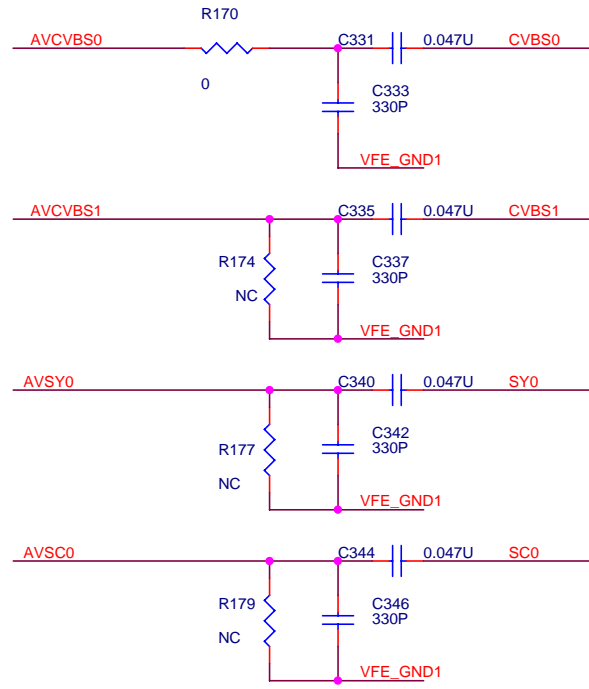 R170
AVCVBS0 C331 0.047U CVBS0
0
C333
330P
VFE_GND1
AVCVBS1 C335 0.047U CVBS1
R174 C337
330P
NC
VFE_GND1
AVSY0 C340 0.047U SY0
R177 C342
330P
NC
VFE_GND1
AVSC0 C344 0.047U SC0
R179 C346
330P
NC
VFE_GND1